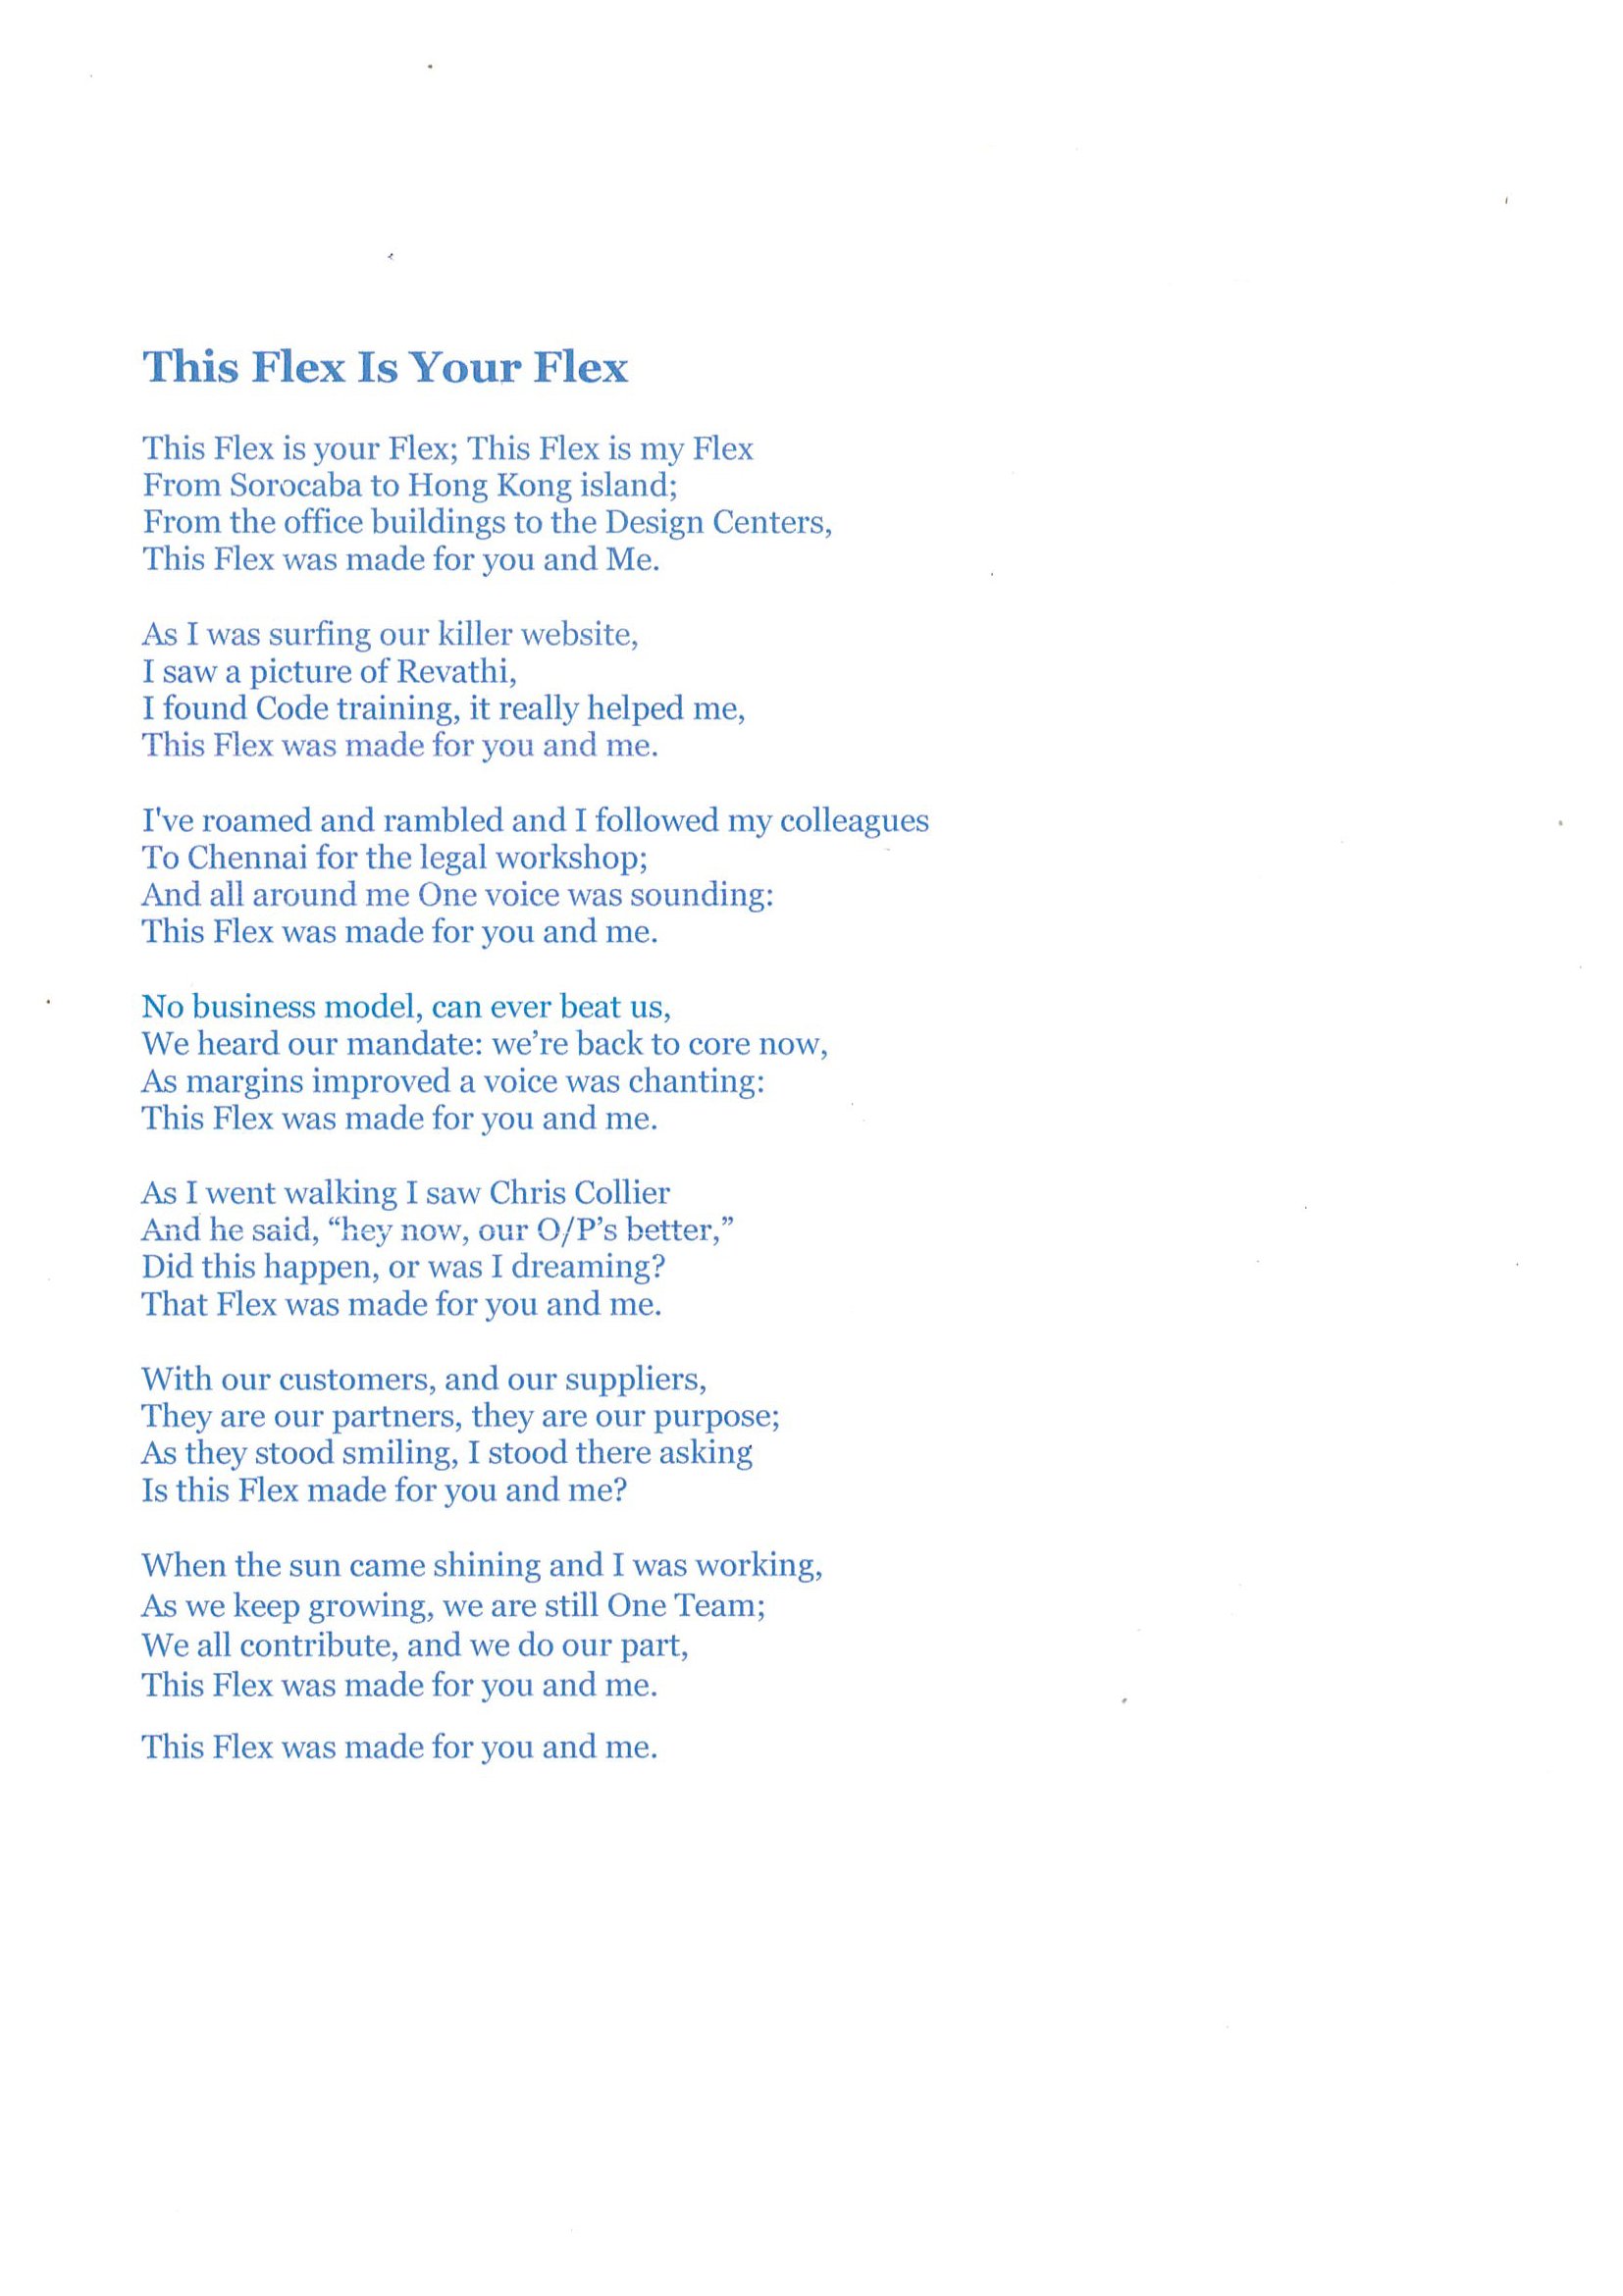 This Flex Is Your Flex
This Flex is your Flex; This Flex is my Flex
From Sorocaba to Hong Kong island;
From the office buildings to the Design Centers,
This Flex was made for you and Me.
As I was surfing our killer website,
I saw a picture of Revathi,
I found Code training, it really helped me,
This Flex was made for you and me.
I've roamed and rambled and I followed my colleagues
To Chennai for the legal workshop;
And all around me One voice was sounding:
This Flex was made for you and me.
No business model, can ever beat us,
We heard our mandate: we’re back to core now,
As margins improved a voice was chanting:
This Flex was made for you and me.
As I went walking I saw Chris Collier
And he said, “hey now, our O/P’s better,”
Did this happen, or was I dreaming?
That Flex was made for you and me.
With our customers, and our suppliers,
They are our partners, they are our purpose;
As they stood smiling, I stood there asking
Is this Flex made for you and me?
When the sun came shining and I was working,
As we keep growing, we are still One Team;
We all contribute, and we do our part,
This Flex was made for you and me.
This Flex was made for you and me.